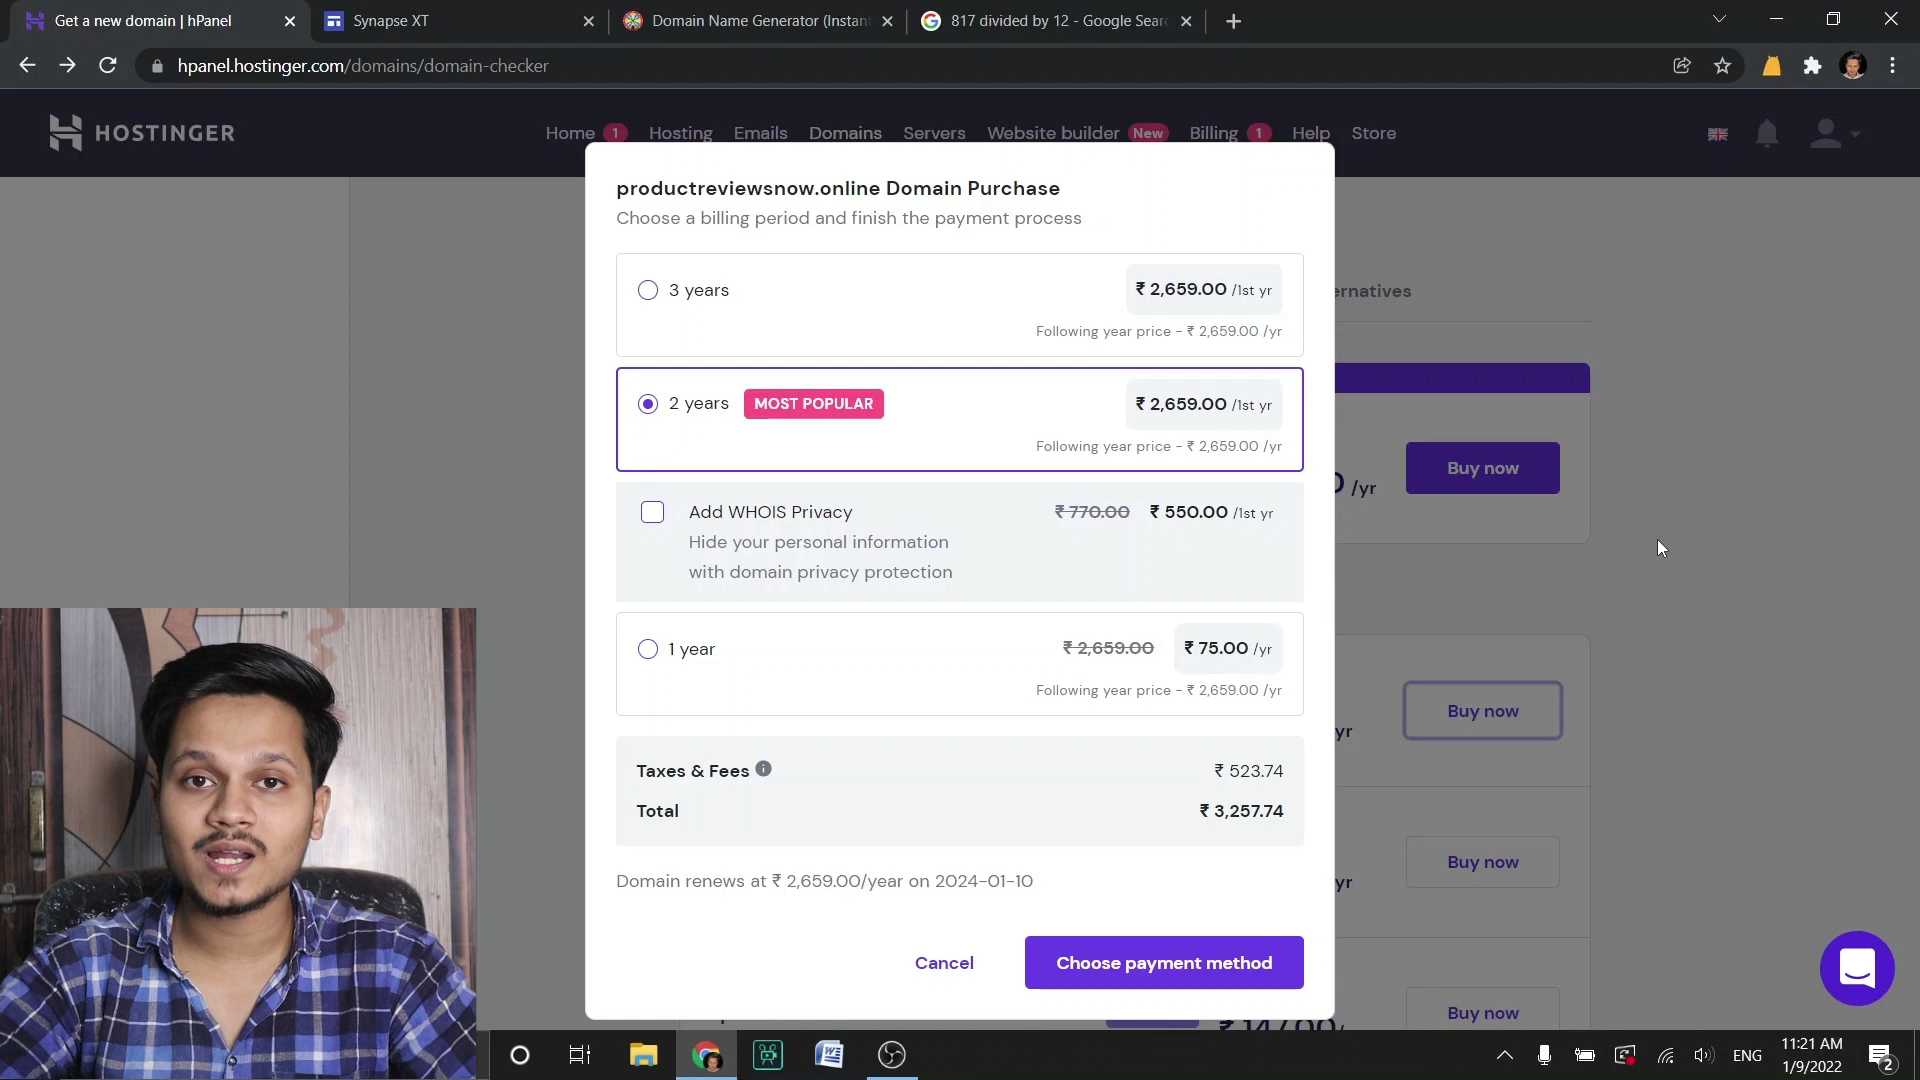 Get a new domain | hPanel
Synapse XT
Domain Name Generator (Instan
817 divided by 12 - Google Sear
hpanel.hostinger.com/domains/domain-checker
HOSTINGER
Home 1 Hosting Emails Domains Servers Website builder New Billing 1 Help Store
productreviewsnow.online Domain Purchase
Choose a billing period and finish the payment process
3 years ₹ 2,659.00 /1st yr
Following year price - ₹ 2,659.00 /yr
ernatives
2 years MOST POPULAR ₹ 2,659.00 /1st yr
Following year price - ₹ 2,659.00 /yr
/yr Buy now
Add WHOIS Privacy ₹ 770.00 ₹ 550.00 /1st yr
Hide your personal information
with domain privacy protection
1 year ₹ 2,659.00 ₹ 75.00 /yr
Following year price - ₹ 2,659.00 /yr
yr Buy now
Taxes & Fees ₹ 523.74
Total ₹ 3,257.74
yr Buy now
Domain renews at ₹ 2,659.00/year on 2024-01-10
Cancel Choose payment method
Buy now
ENG
11:21 AM
1/9/2022
2